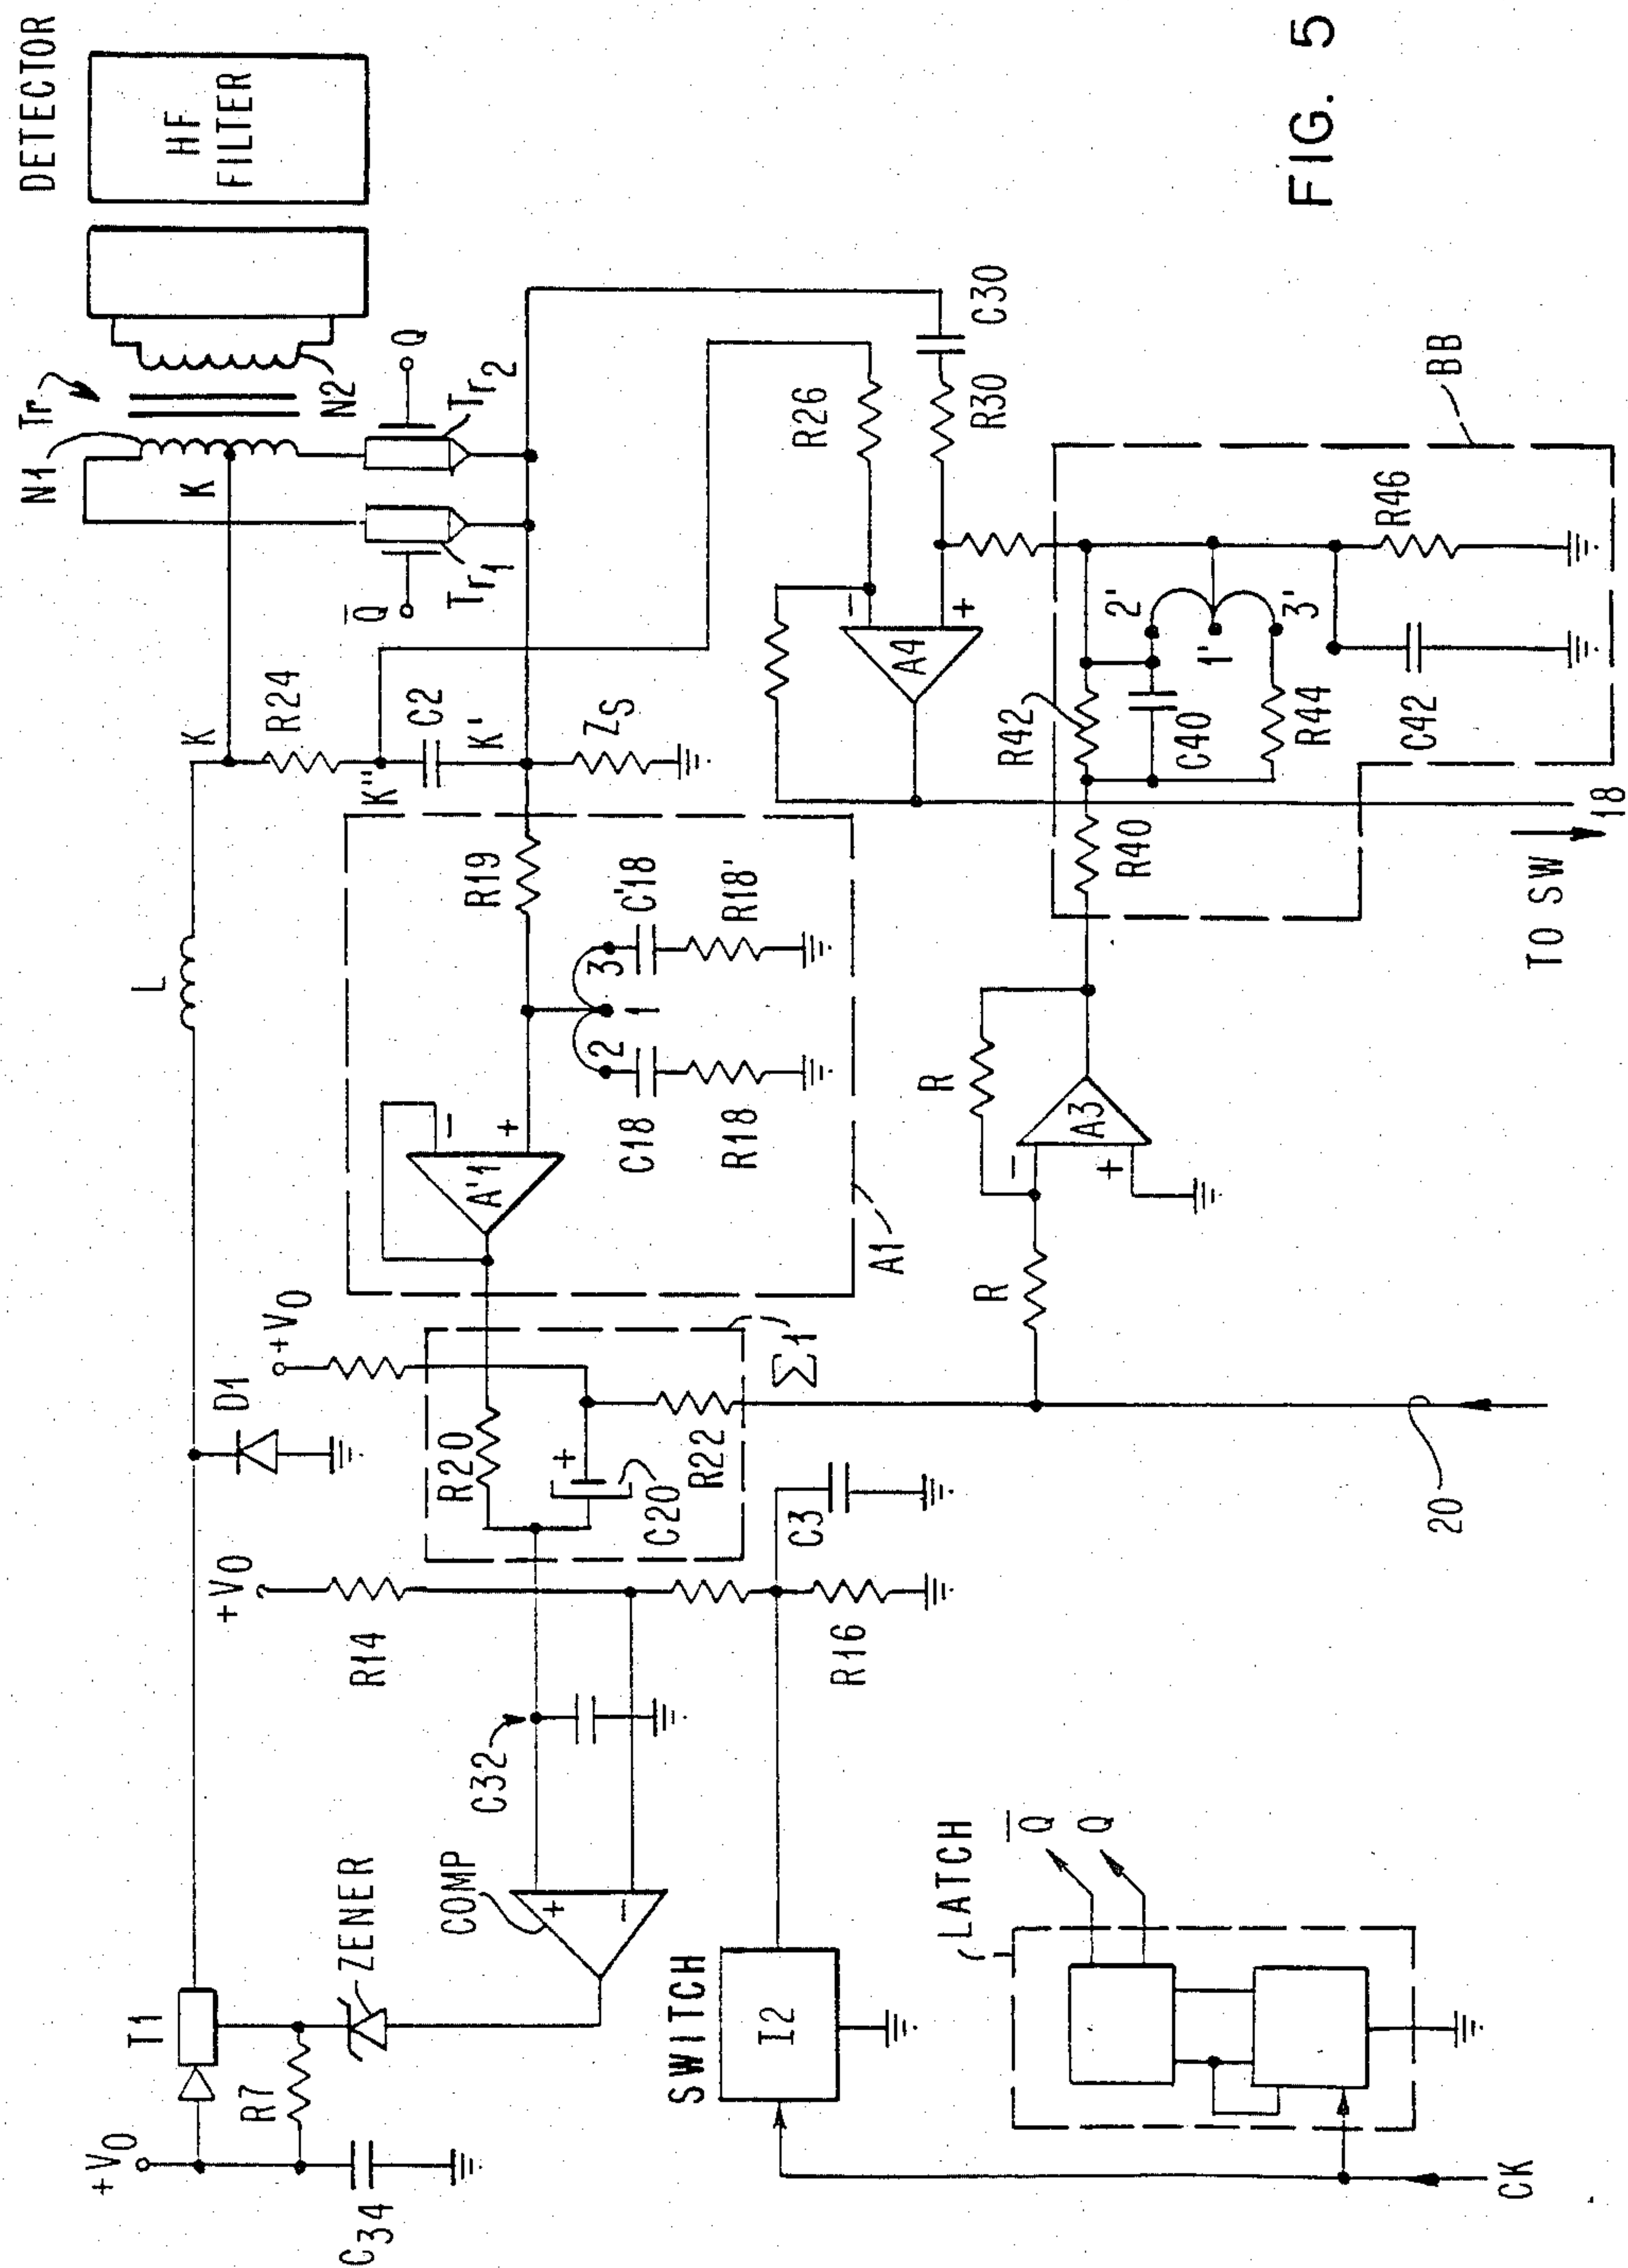 DETECTOR
HF
FILTER
Tr
N1
N2
K
Q
Q̅
Tr2
Tr1
K
R24
K"
C2
K'
ZS
L
R26
C30
R30
A4
−
+
BB
R46
2'
1'
3'
R42
C40
R44
C42
R40
TO SW
18
FIG. 5
R19
C'18
R18'
3
1
2
C18
R18
A'1
−
+
A1
R
A3
−
+
R
+V0
D1
Σ1
R20
+
C20
R22
C3
20
+V0
R14
R16
C32
COMP
+
−
ZENER
T1
R7
+V0
C34
SWITCH
I2
LATCH
Q̅
Q
CK